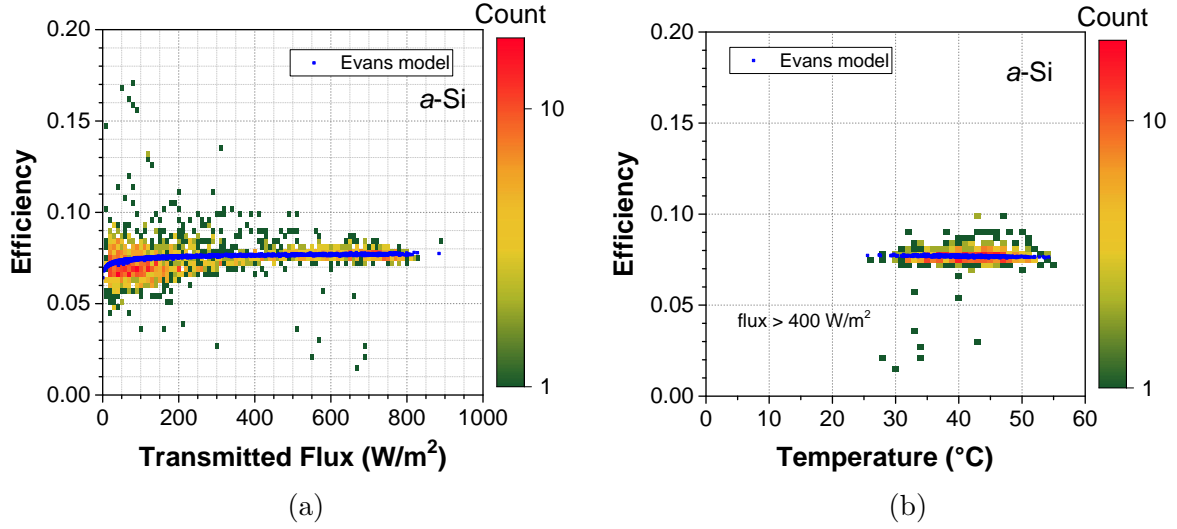 Count
0.20
Evans model
a-Si
10
0.15
Efficiency
0.10
0.05
0.00
1
0 200 400 600 800 1000
Transmitted Flux (W/m²)
(a)
Count
0.20
Evans model
a-Si
10
0.15
Efficiency
0.10
0.05
flux > 400 W/m²
0.00
1
0 10 20 30 40 50 60
Temperature (°C)
(b)